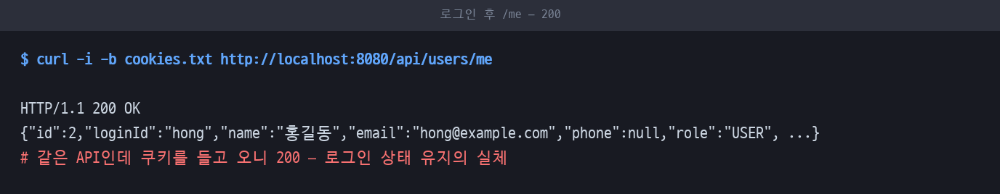 로그인 후 /me — 200
$ curl -i -b cookies.txt http://localhost:8080/api/users/me
HTTP/1.1 200 OK
{"id":2,"loginId":"hong","name":"홍길동","email":"hong@example.com","phone":null,"role":"USER", ...}
# 같은 API인데 쿠키를 들고 오니 200 — 로그인 상태 유지의 실체